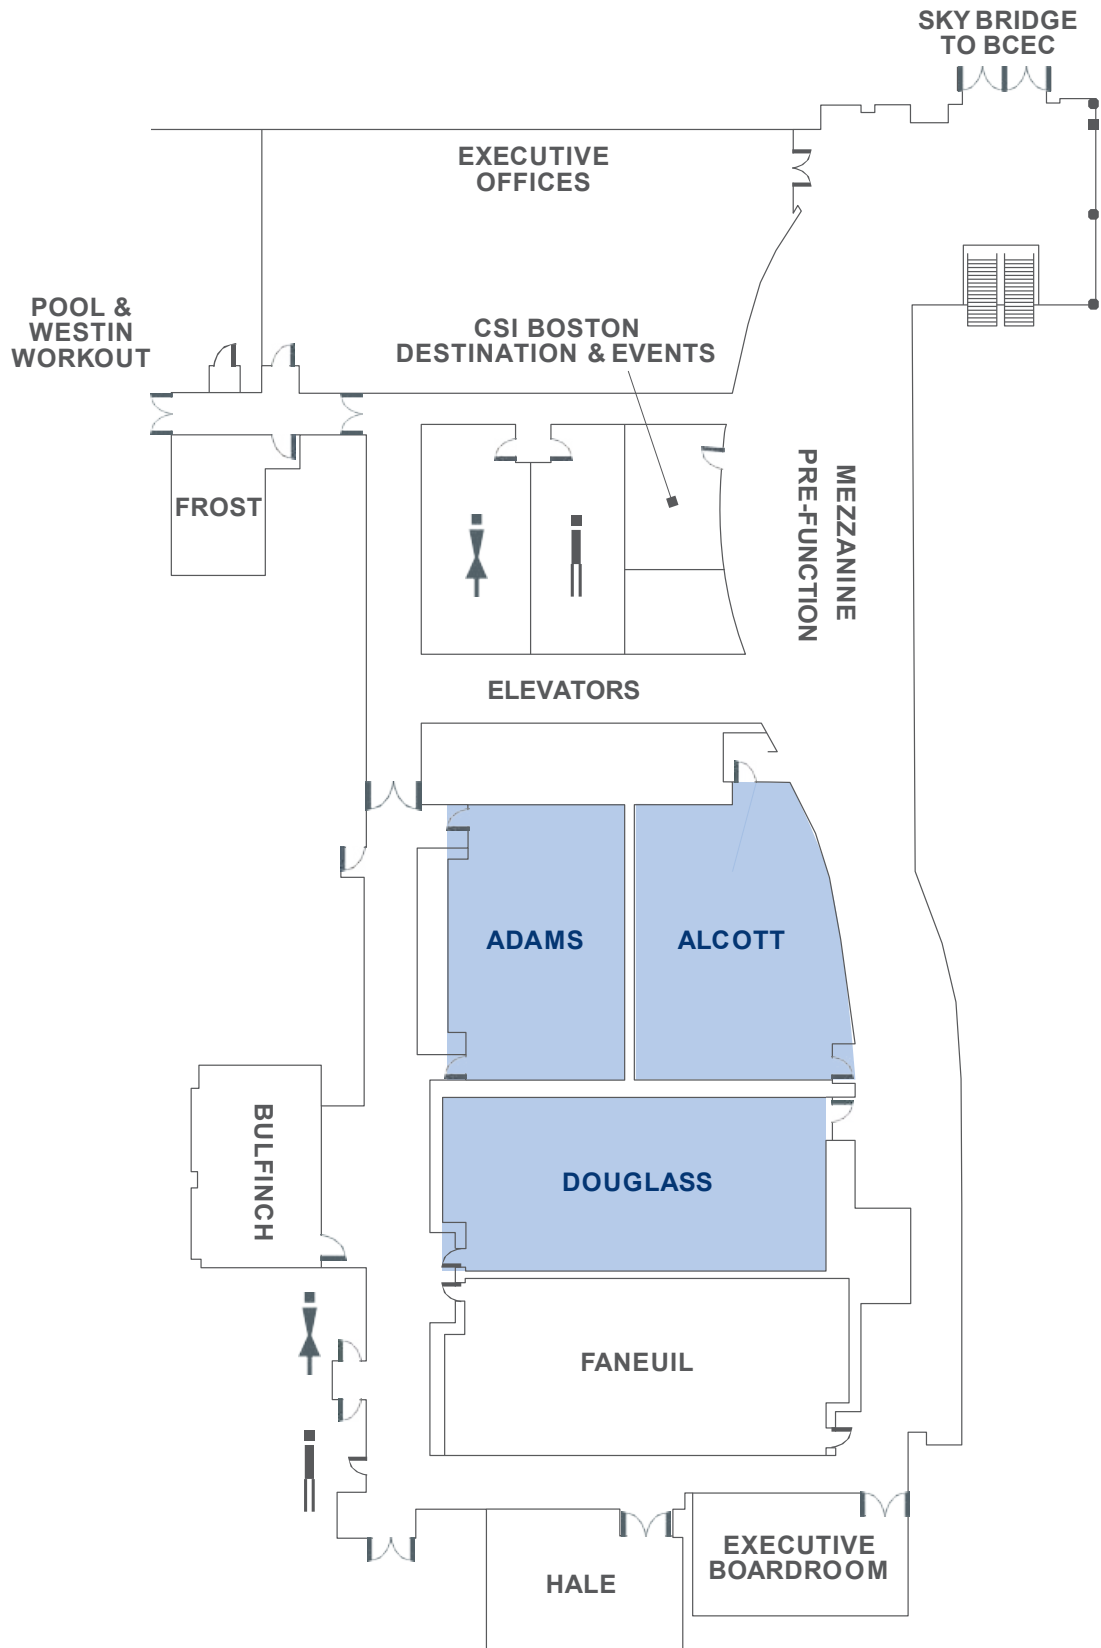 SKY BRIDGE
TO BCEC
EXECUTIVE
OFFICES
POOL &
WESTIN
WORKOUT
CSI BOSTON
DESTINATION & EVENTS
FROST
MEZZANINE
PRE-FUNCTION
ELEVATORS
ADAMS
ALCOTT
BULFINCH
DOUGLASS
FANEUIL
EXECUTIVE
BOARDROOM
HALE